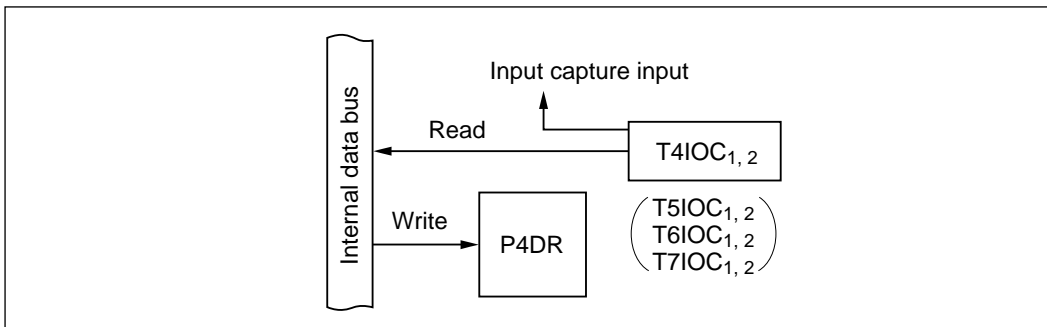 Input capture input
Internal data bus
Read
T4IOC1, 2
Write
P4DR
T5IOC1, 2
T6IOC1, 2
T7IOC1, 2